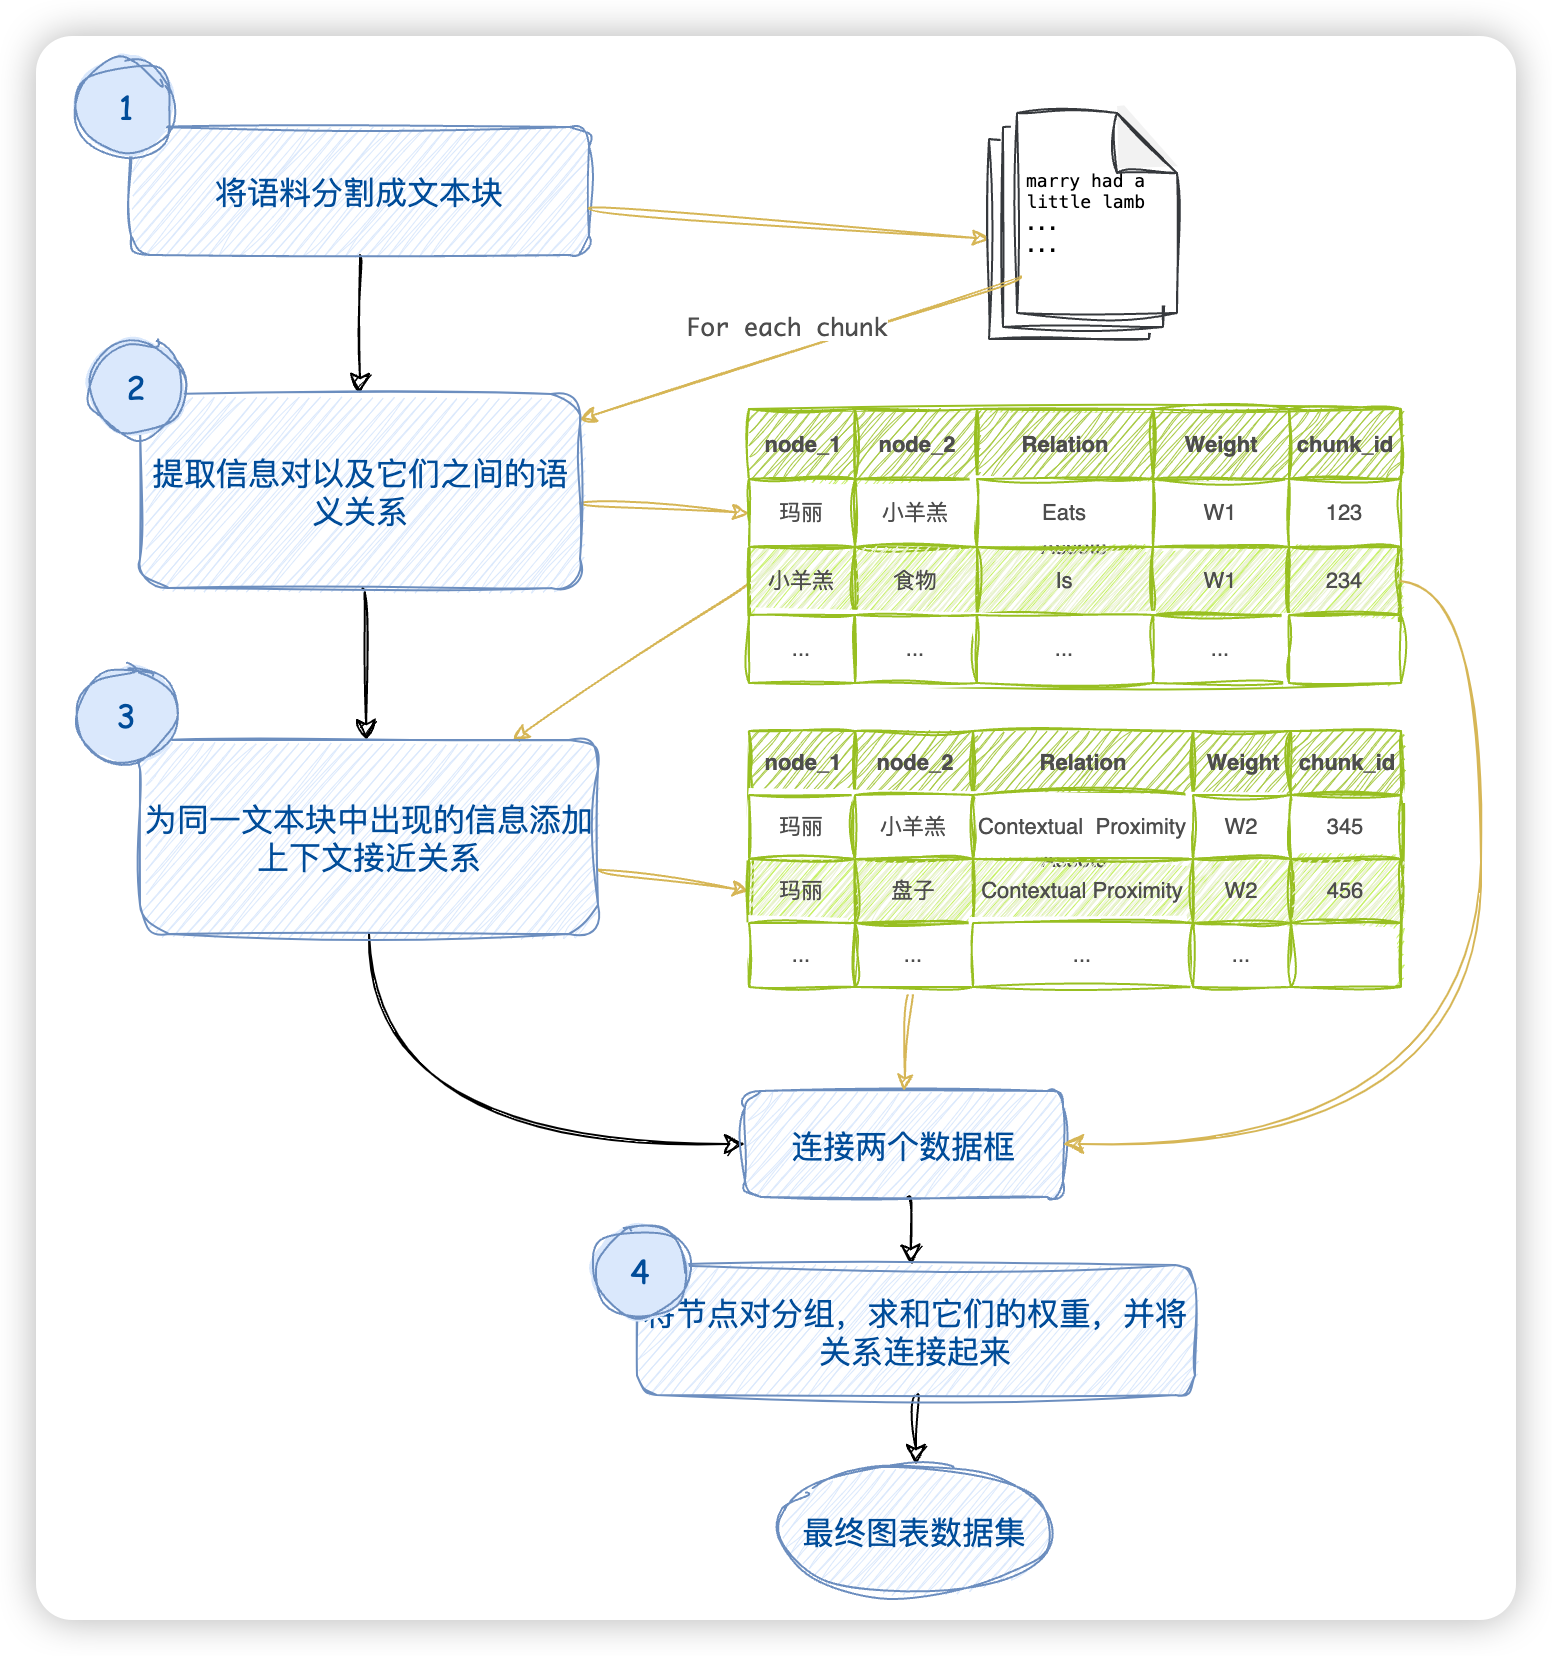 1
将语料分割成文本块
marry had a
little lamb
...
...
For each chunk
2
提取信息对以及它们之间的语
义关系
node_1 node_2 Relation Weight chunk_id
玛丽 小羊羔 Eats W1 123
小羊羔 食物 Is W1 234
... ... ... ...
3
为同一文本块中出现的信息添加
上下文接近关系
node_1 node_2 Relation Weight chunk_id
玛丽 小羊羔 Contextual Proximity W2 345
玛丽 盘子 Contextual Proximity W2 456
... ... ... ...
连接两个数据框
4
将节点对分组，求和它们的权重，并将
关系连接起来
最终图表数据集